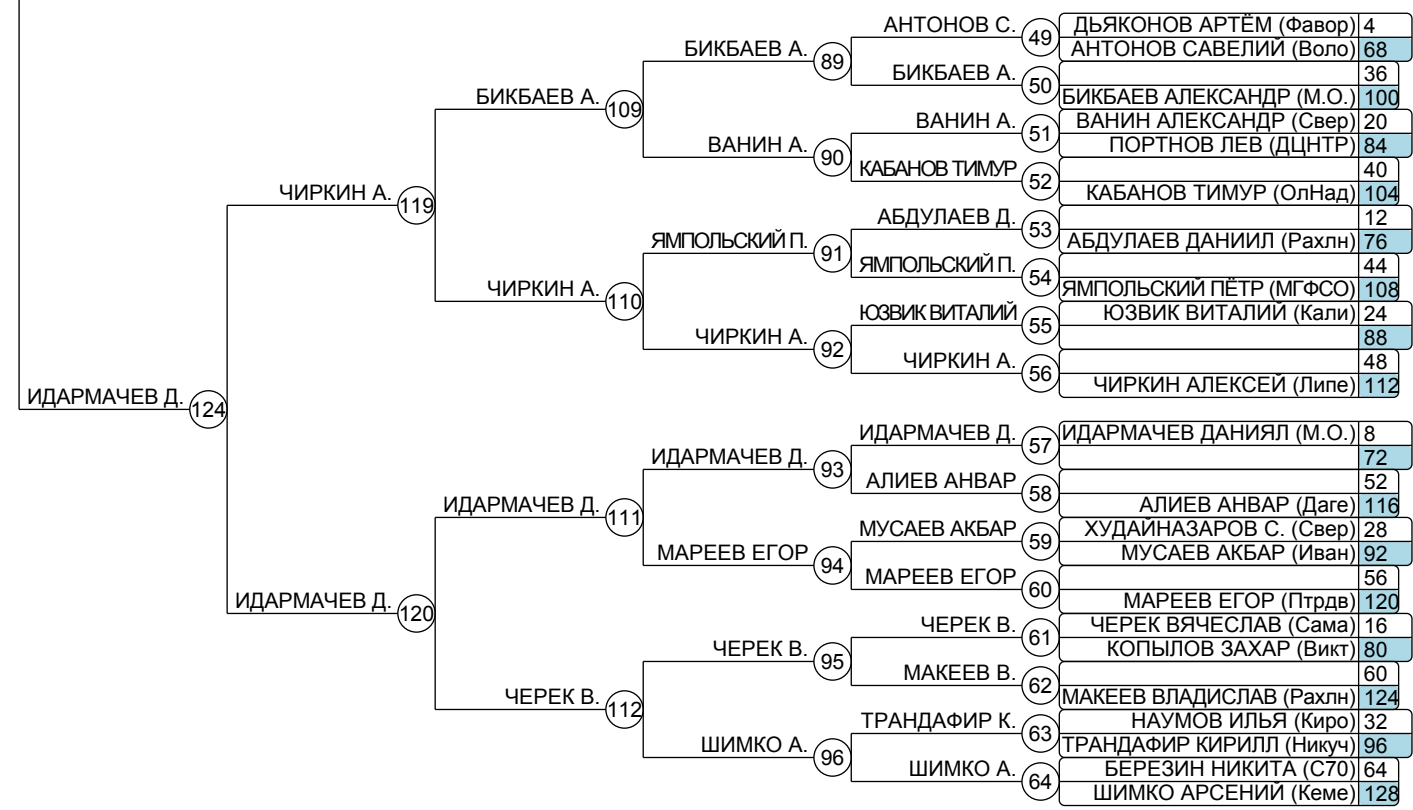 АНТОНОВ С. 49 ДЬЯКОНОВ АРТЁМ (Фавор) 4
АНТОНОВ САВЕЛИЙ (Воло) 68
БИКБАЕВ А. 89
БИКБАЕВ А. 50 36
БИКБАЕВ АЛЕКСАНДР (М.О.) 100
БИКБАЕВ А. 109
ВАНИН А. 51 ВАНИН АЛЕКСАНДР (Свер) 20
ПОРТНОВ ЛЕВ (ДЦНТР) 84
ВАНИН А. 90
КАБАНОВ ТИМУР 52 40
КАБАНОВ ТИМУР (ОлНад) 104
ЧИРКИН А. 119
АБДУЛАЕВ Д. 53 12
АБДУЛАЕВ ДАНИИЛ (Рахлн) 76
ЯМПОЛЬСКИЙ П. 91
ЯМПОЛЬСКИЙ П. 54 44
ЯМПОЛЬСКИЙ ПЁТР (МГФСО) 108
ЧИРКИН А. 110
ЮЗВИК ВИТАЛИЙ 55 ЮЗВИК ВИТАЛИЙ (Кали) 24
88
ЧИРКИН А. 92
ЧИРКИН А. 56 48
ЧИРКИН АЛЕКСЕЙ (Липе) 112
ИДАРМАЧЕВ Д. 124
ИДАРМАЧЕВ Д. 57 ИДАРМАЧЕВ ДАНИЯЛ (М.О.) 8
72
ИДАРМАЧЕВ Д. 93
АЛИЕВ АНВАР 58 52
АЛИЕВ АНВАР (Даге) 116
ИДАРМАЧЕВ Д. 111
МУСАЕВ АКБАР 59 ХУДАЙНАЗАРОВ С. (Свер) 28
МУСАЕВ АКБАР (Иван) 92
МАРЕЕВ ЕГОР 94
МАРЕЕВ ЕГОР 60 56
МАРЕЕВ ЕГОР (Птрдв) 120
ИДАРМАЧЕВ Д. 120
ЧЕРЕК В. 61 ЧЕРЕК ВЯЧЕСЛАВ (Сама) 16
КОПЫЛОВ ЗАХАР (Викт) 80
ЧЕРЕК В. 95
МАКЕЕВ В. 62 60
МАКЕЕВ ВЛАДИСЛАВ (Рахлн) 124
ЧЕРЕК В. 112
ТРАНДАФИР К. 63 НАУМОВ ИЛЬЯ (Киро) 32
ТРАНДАФИР КИРИЛЛ (Никуч) 96
ШИМКО А. 96
ШИМКО А. 64 БЕРЕЗИН НИКИТА (С70) 64
ШИМКО АРСЕНИЙ (Кеме) 128